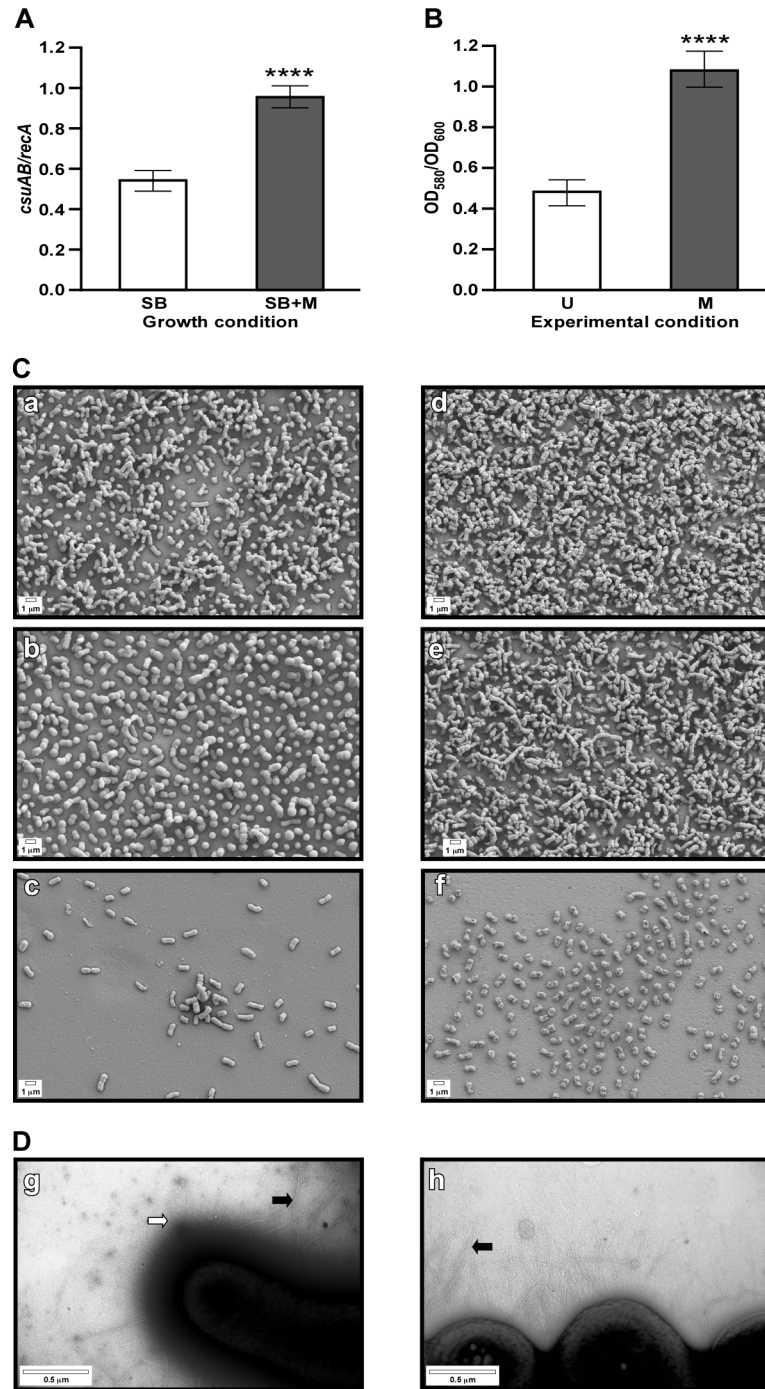 A
1.2
1.0
0.8
0.6
0.4
0.2
0.0
csuAB/recA
****
SB
SB+M
Growth condition
B
1.2
1.0
0.8
0.6
0.4
0.2
0.0
OD580/OD600
****
U
M
Experimental condition
C
a
1 μm
d
1 μm
b
1 μm
e
1 μm
c
1 μm
f
1 μm
D
g
0.5 μm
h
0.5 μm